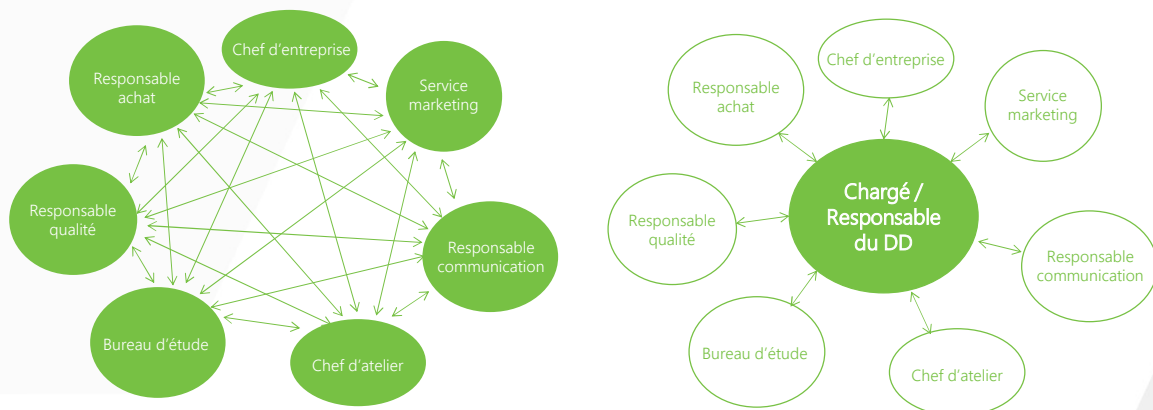 Chef d'entreprise
Responsable
achat
Service
marketing
Responsable
qualité
Responsable
communication
Bureau d'étude
Chef d'atelier
Chef d'entreprise
Responsable
achat
Service
marketing
Chargé /
Responsable
du DD
Responsable
qualité
Responsable
communication
Bureau d'étude
Chef d'atelier